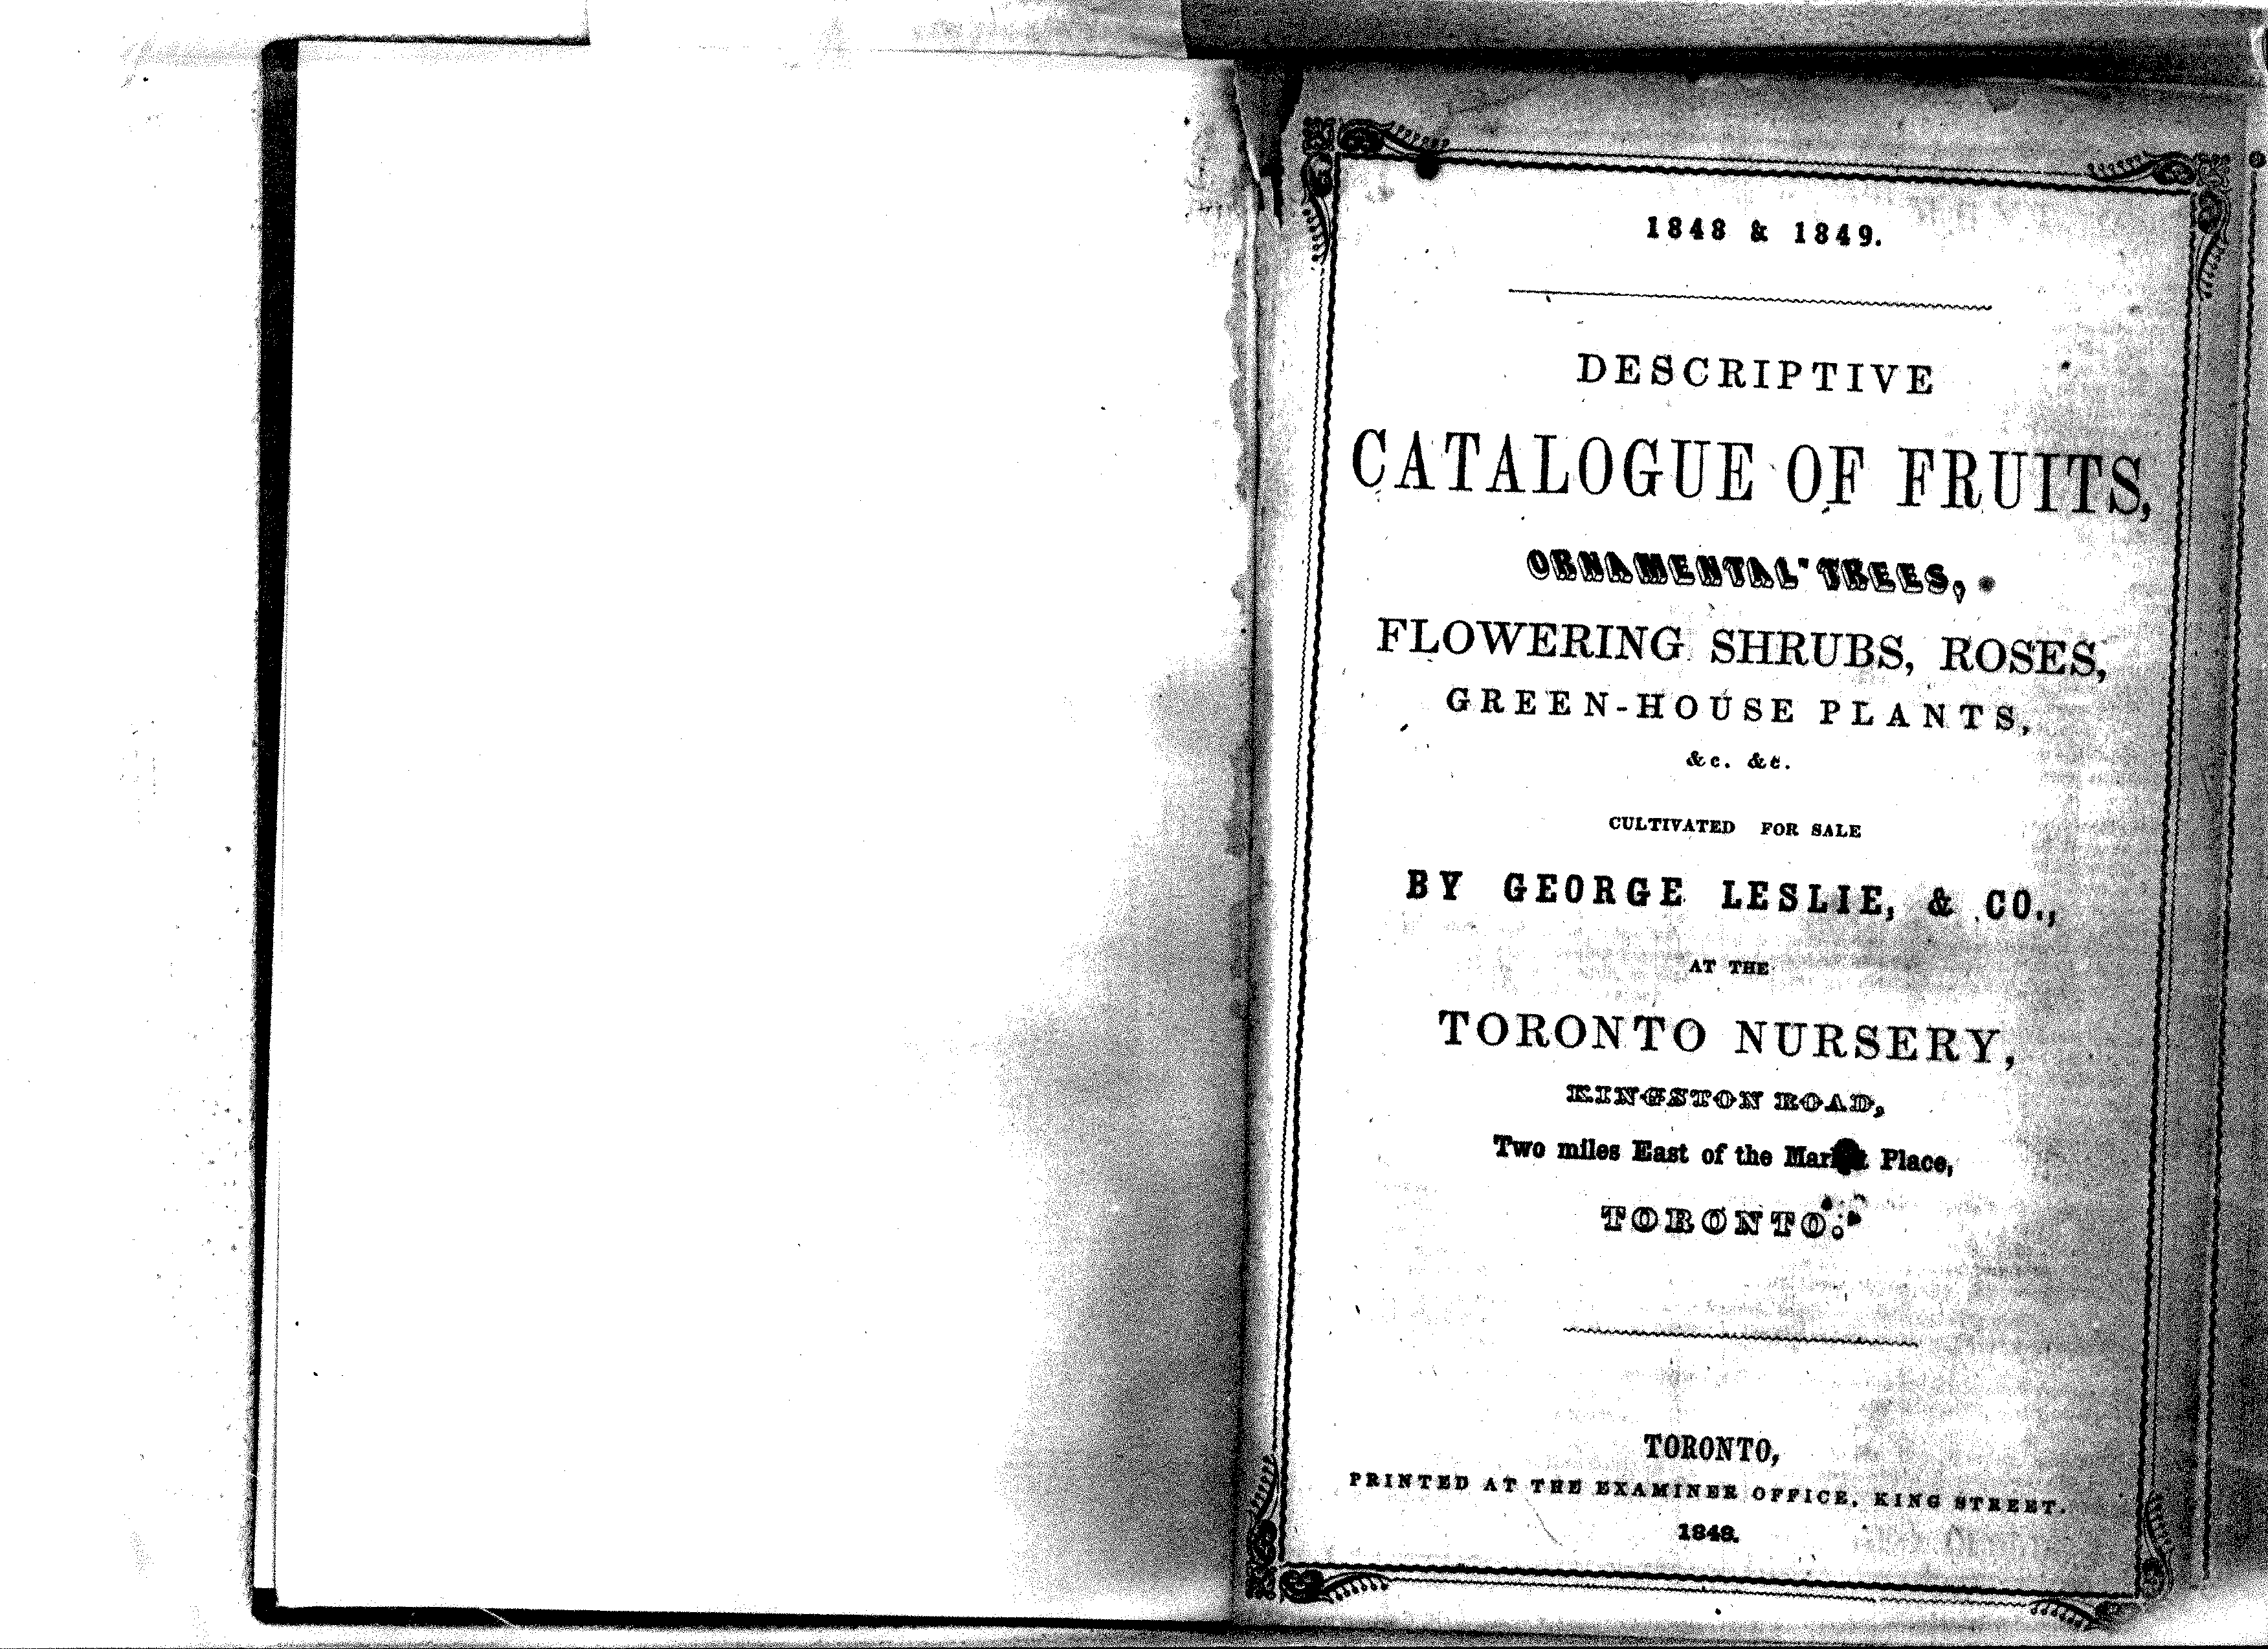 1848 & 1849.
DESCRIPTIVE
CATALOGUE OF FRUITS,
ORNAMENTAL TREES,
FLOWERING SHRUBS, ROSES,
GREEN-HOUSE PLANTS,
&c. &c.
CULTIVATED FOR SALE
BY GEORGE LESLIE, & CO.,
AT THE
TORONTO NURSERY,
KINGSTON ROAD,
Two miles East of the Market Place,
TORONTO.
TORONTO,
PRINTED AT THE EXAMINER OFFICE, KING STREET.
1848.